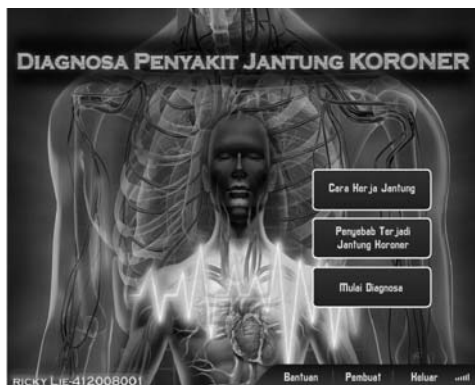 DIAGNOSA PENYAKIT JANTUNG KORONER
Cara Kerja Jantung
Penyebab Terjadi
Jantung Koroner
Mulai Diagnosa
RICKY LIE-412008001
Bantuan Pembuat Keluar